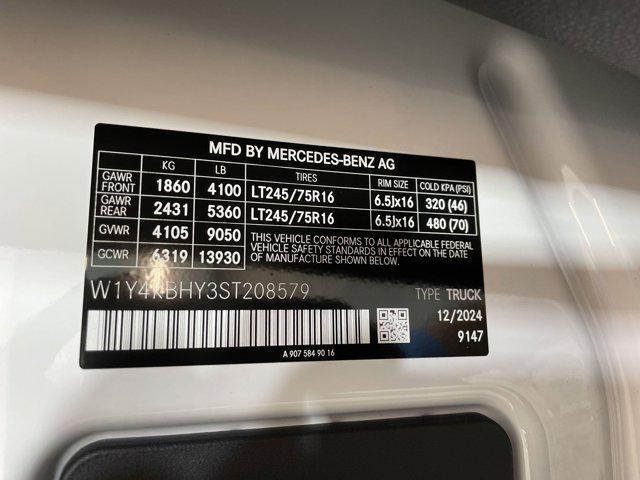 MFD BY MERCEDES-BENZ AG
KG LB TIRES RIM SIZE COLD KPA (PSI)
GAWR FRONT 1860 4100 LT245/75R16 6.5Jx16 320 (46)
GAWR REAR 2431 5360 LT245/75R16 6.5Jx16 480 (70)
GVWR 4105 9050
GCWR 6319 13930
THIS VEHICLE CONFORMS TO ALL APPLICABLE FEDERAL
VEHICLE SAFETY STANDARDS IN EFFECT ON THE
DATE OF MANUFACTURE SHOWN
W1Y4KBHY3ST208579 TYPE TRUCK
12/2024
9147
A 907 584 90 16